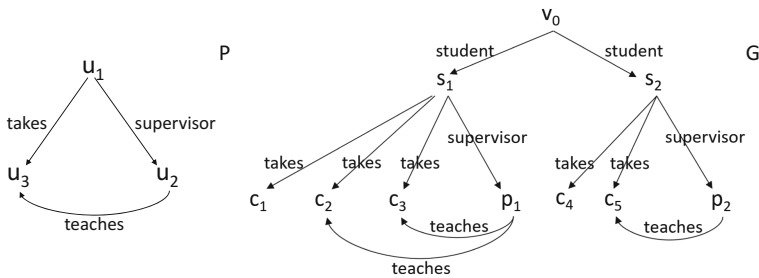 P
u1
takes
supervisor
u3
u2
teaches
v0
G
student
student
s1
s2
supervisor
supervisor
takes
takes
takes
takes
takes
c1
c2
c3
p1
c4
c5
p2
teaches
teaches
teaches